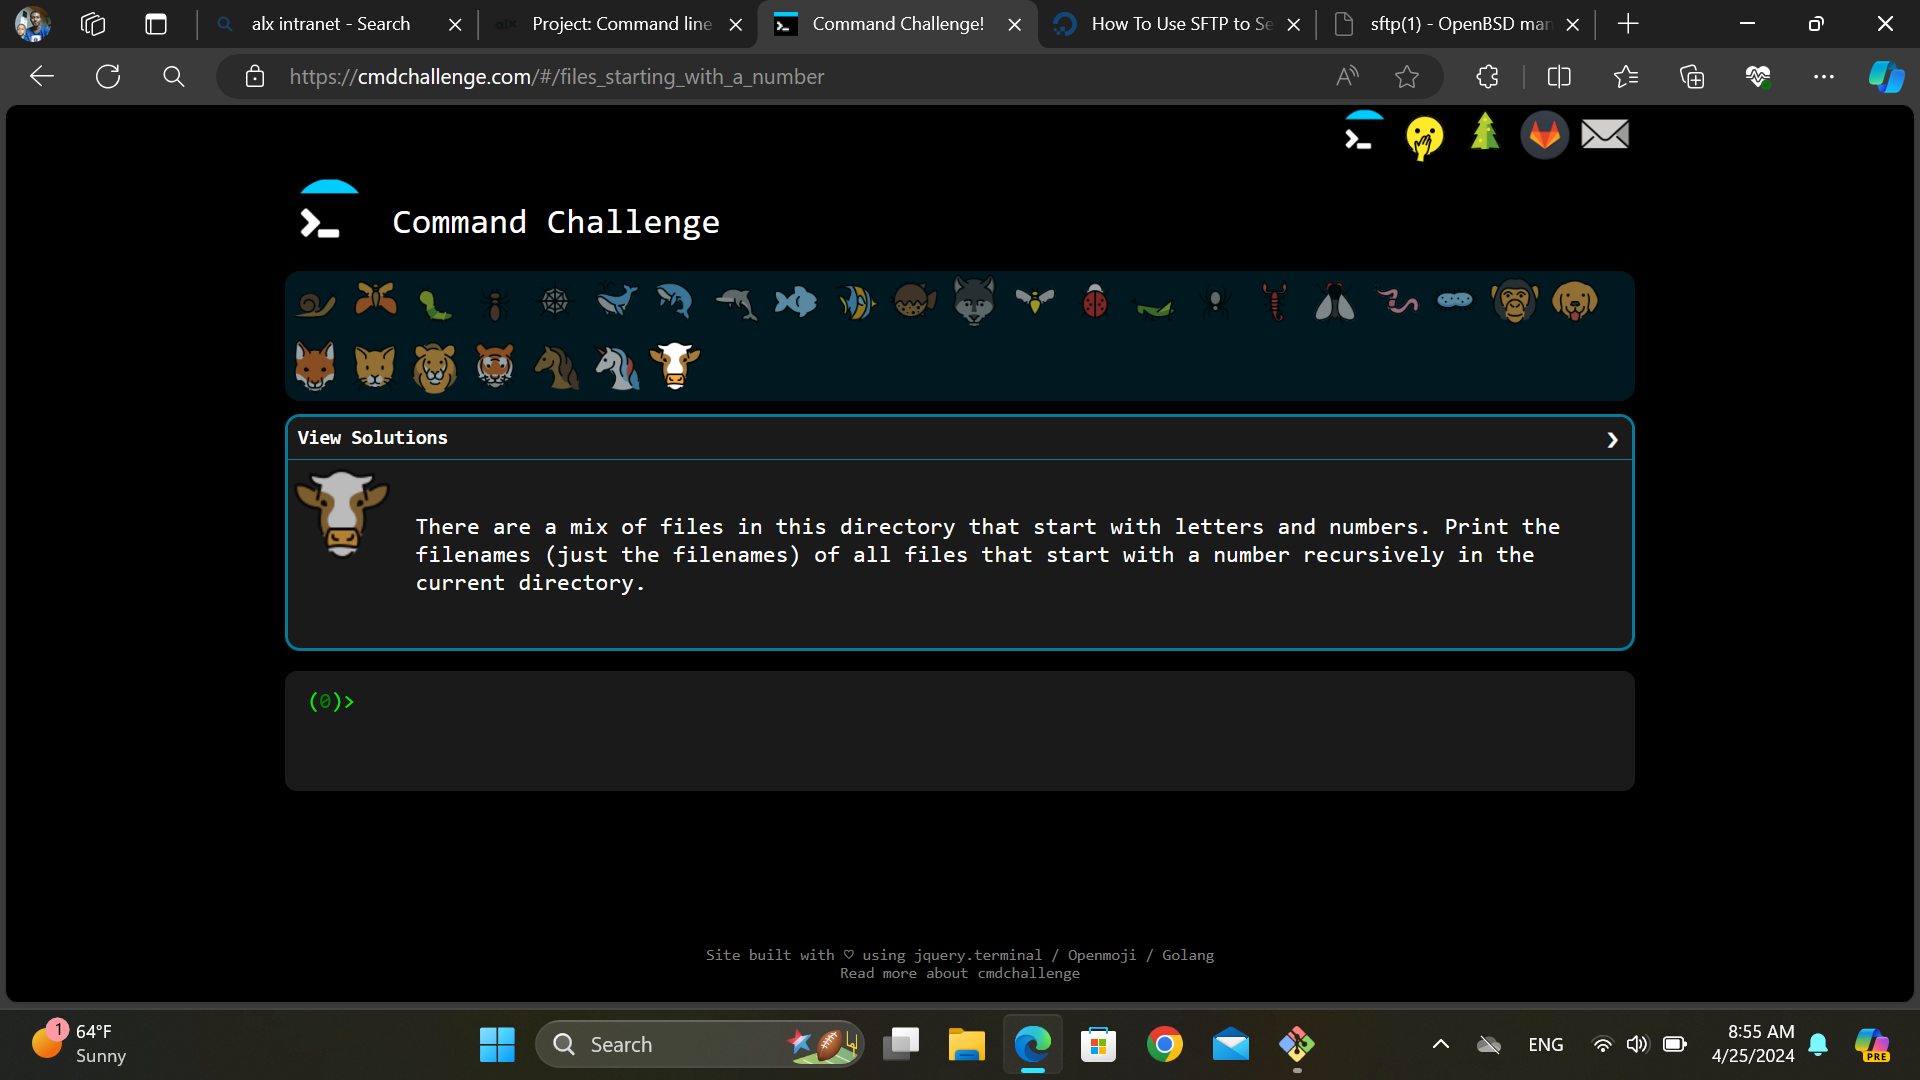 alx intranet - Search
alx
Project: Command line
Command Challenge!
How To Use SFTP to Se
sftp(1) - OpenBSD man
https://cmdchallenge.com/#/files_starting_with_a_number
Command Challenge
View Solutions
There are a mix of files in this directory that start with letters and numbers. Print the
filenames (just the filenames) of all files that start with a number recursively in the
current directory.
(0)>
Site built with ♡ using jquery.terminal / Openmoji / Golang
Read more about cmdchallenge
1
64°F
Sunny
Search
ENG
8:55 AM
4/25/2024
PRE